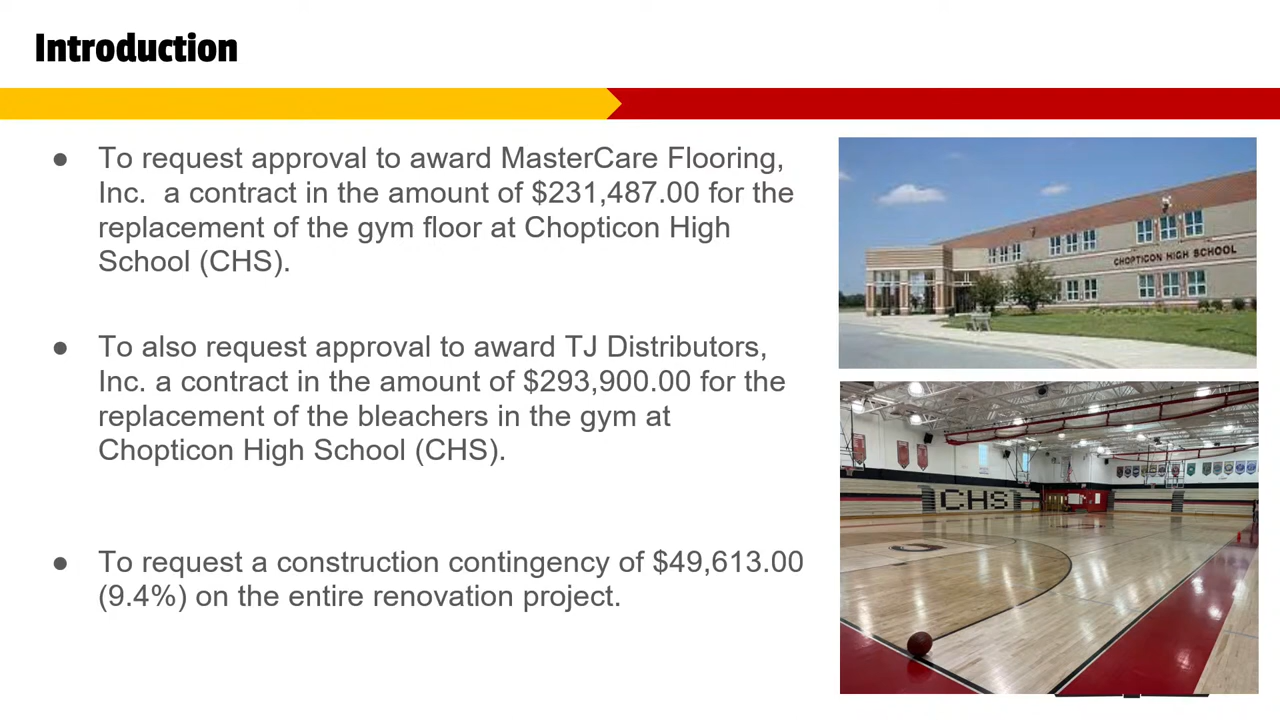 Introduction
● To request approval to award MasterCare Flooring,
Inc.  a contract in the amount of $231,487.00 for the
replacement of the gym floor at Chopticon High
School (CHS).
● To also request approval to award TJ Distributors,
Inc. a contract in the amount of $293,900.00 for the
replacement of the bleachers in the gym at
Chopticon High School (CHS).
● To request a construction contingency of $49,613.00
(9.4%) on the entire renovation project.
CHOPTICON HIGH SCHOOL
CHS